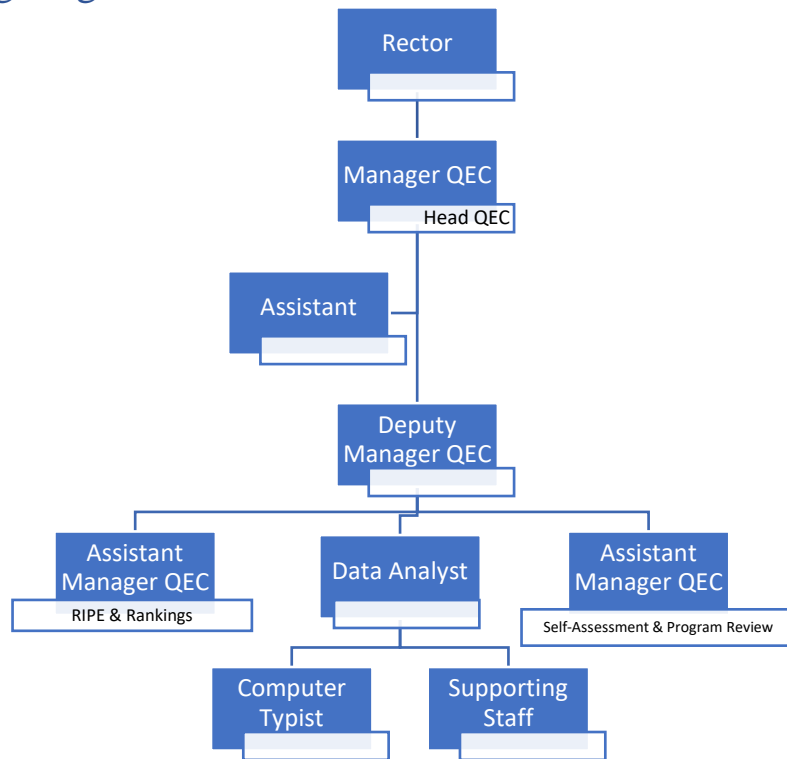 Rector
Manager QEC
Head QEC
Assistant
Deputy
Manager QEC
Assistant
Manager QEC
RIPE & Rankings
Data Analyst
Assistant
Manager QEC
Self-Assessment & Program Review
Computer
Typist
Supporting
Staff